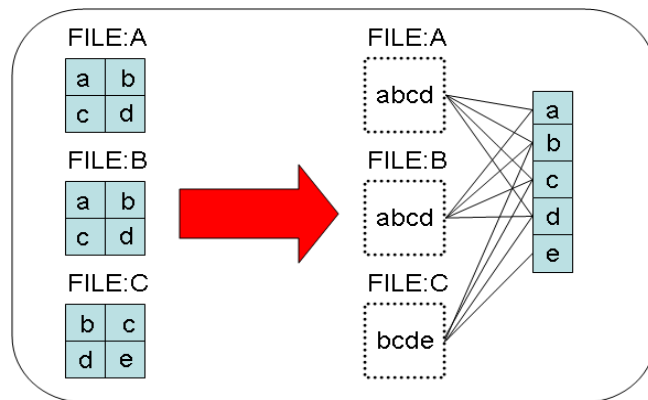 FILE:A
a b
c d
FILE:B
a b
c d
FILE:C
b c
d e
FILE:A
abcd
FILE:B
abcd
FILE:C
bcde
a
b
c
d
e